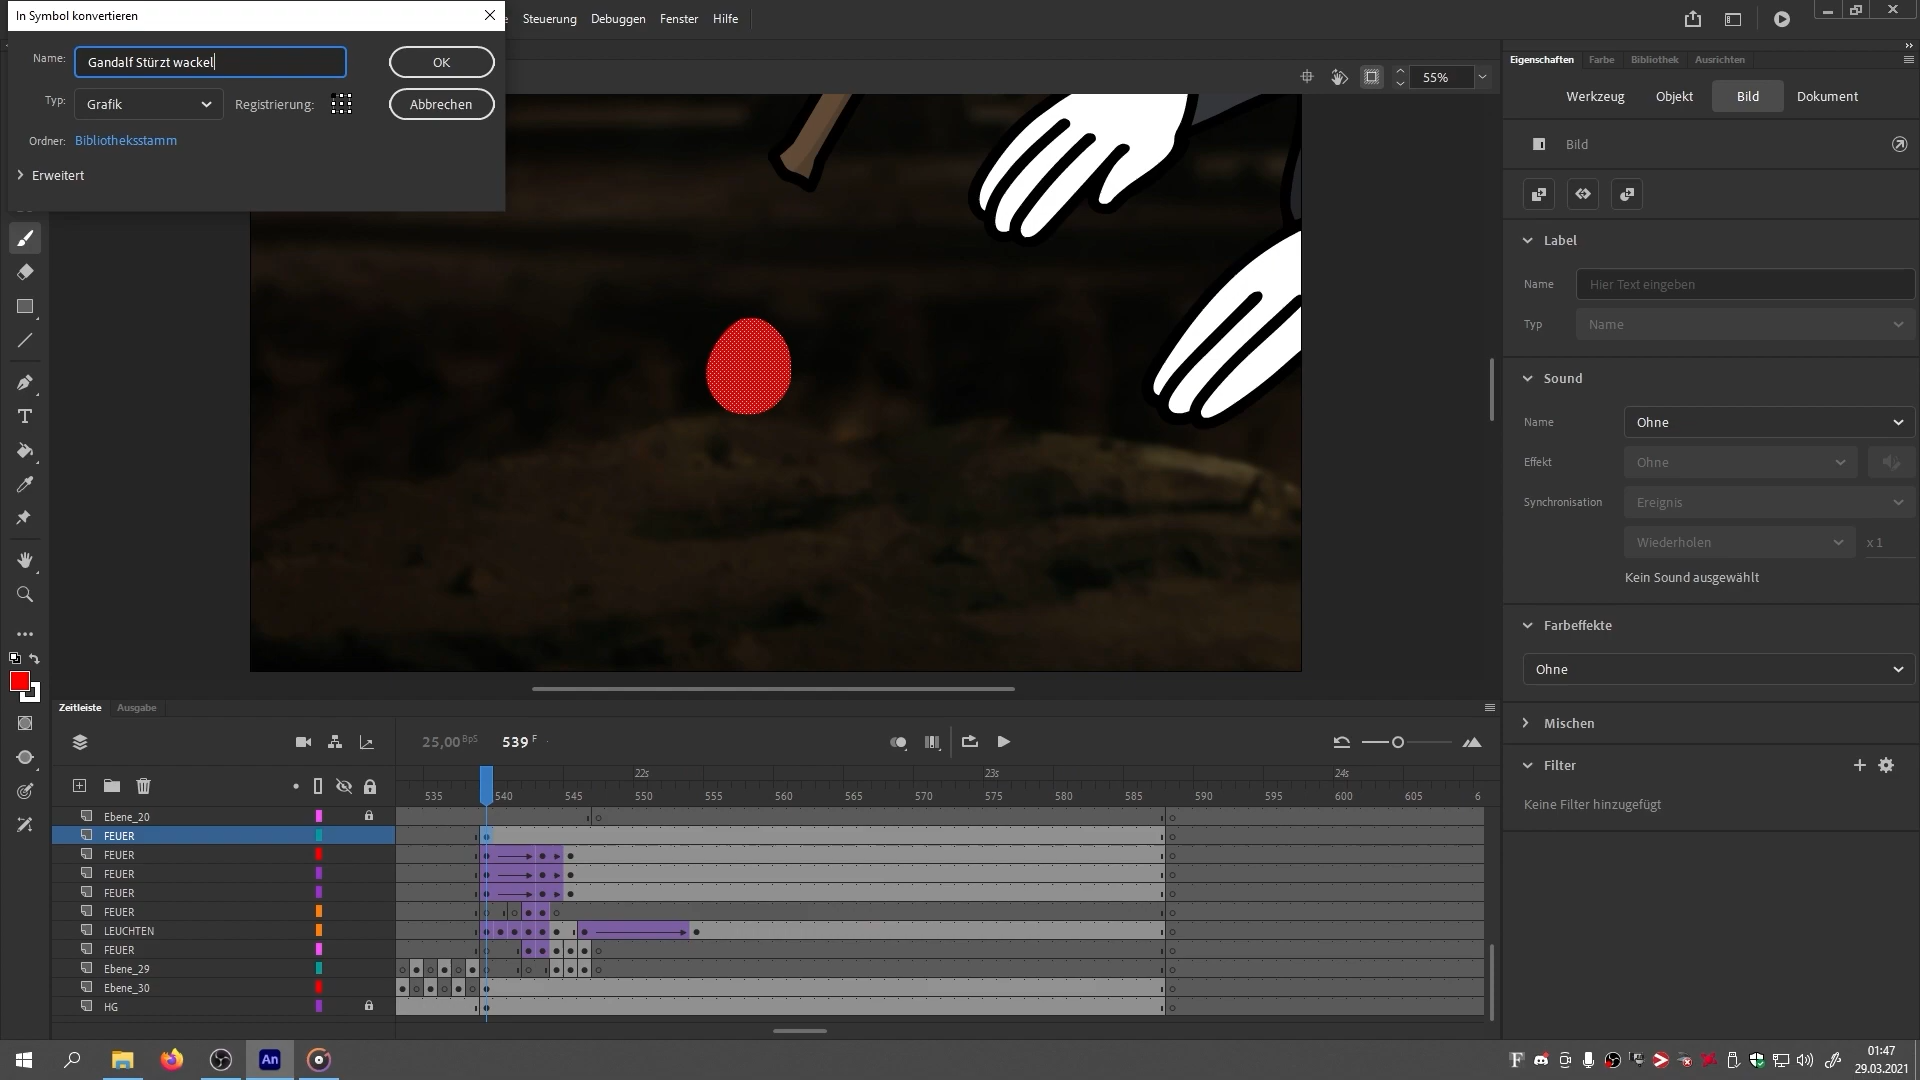 In Symbol konvertieren
Steuerung Debuggen Fenster Hilfe
Name: Gandalf Stürzt wackel
OK
Typ: Grafik Registrierung:
Abbrechen
Ordner: Bibliotheksstamm
Erweitert
55%
Eigenschaften Farbe Bibliothek Ausrichten
Werkzeug Objekt Bild Dokument
Bild
Label
Name Hier Text eingeben
Typ Name
Sound
Name Ohne
Effekt Ohne
Synchronisation Ereignis
Wiederholen x 1
Kein Sound ausgewählt
Farbeffekte
Ohne
Mischen
Filter
Keine Filter hinzugefügt
Zeitleiste Ausgabe
25,00 BpS 539 F
22s 23s 24s
535 540 545 550 555 560 565 570 575 580 585 590 595 600 605 6
Ebene_20
FEUER
FEUER
FEUER
FEUER
FEUER
LEUCHTEN
FEUER
Ebene_29
Ebene_30
HG
An
01:47
29.03.2021